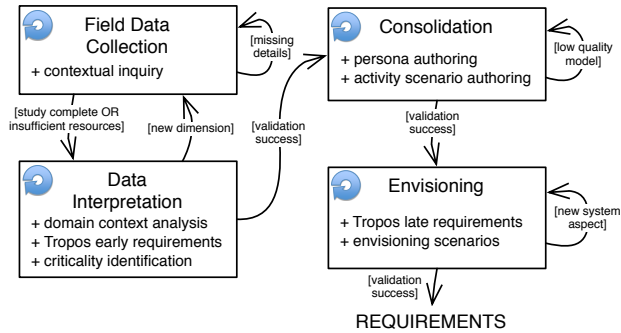 Field Data
Collection
+ contextual inquiry
[missing
details]
[study complete OR
insufficient resources]
[new dimension]
[validation
success]
Data
Interpretation
+ domain context analysis
+ Tropos early requirements
+ criticality identification
Consolidation
+ persona authoring
+ activity scenario authoring
[low quality
model]
[validation
success]
Envisioning
+ Tropos late requirements
+ envisioning scenarios
[new system
aspect]
[validation
success]
REQUIREMENTS